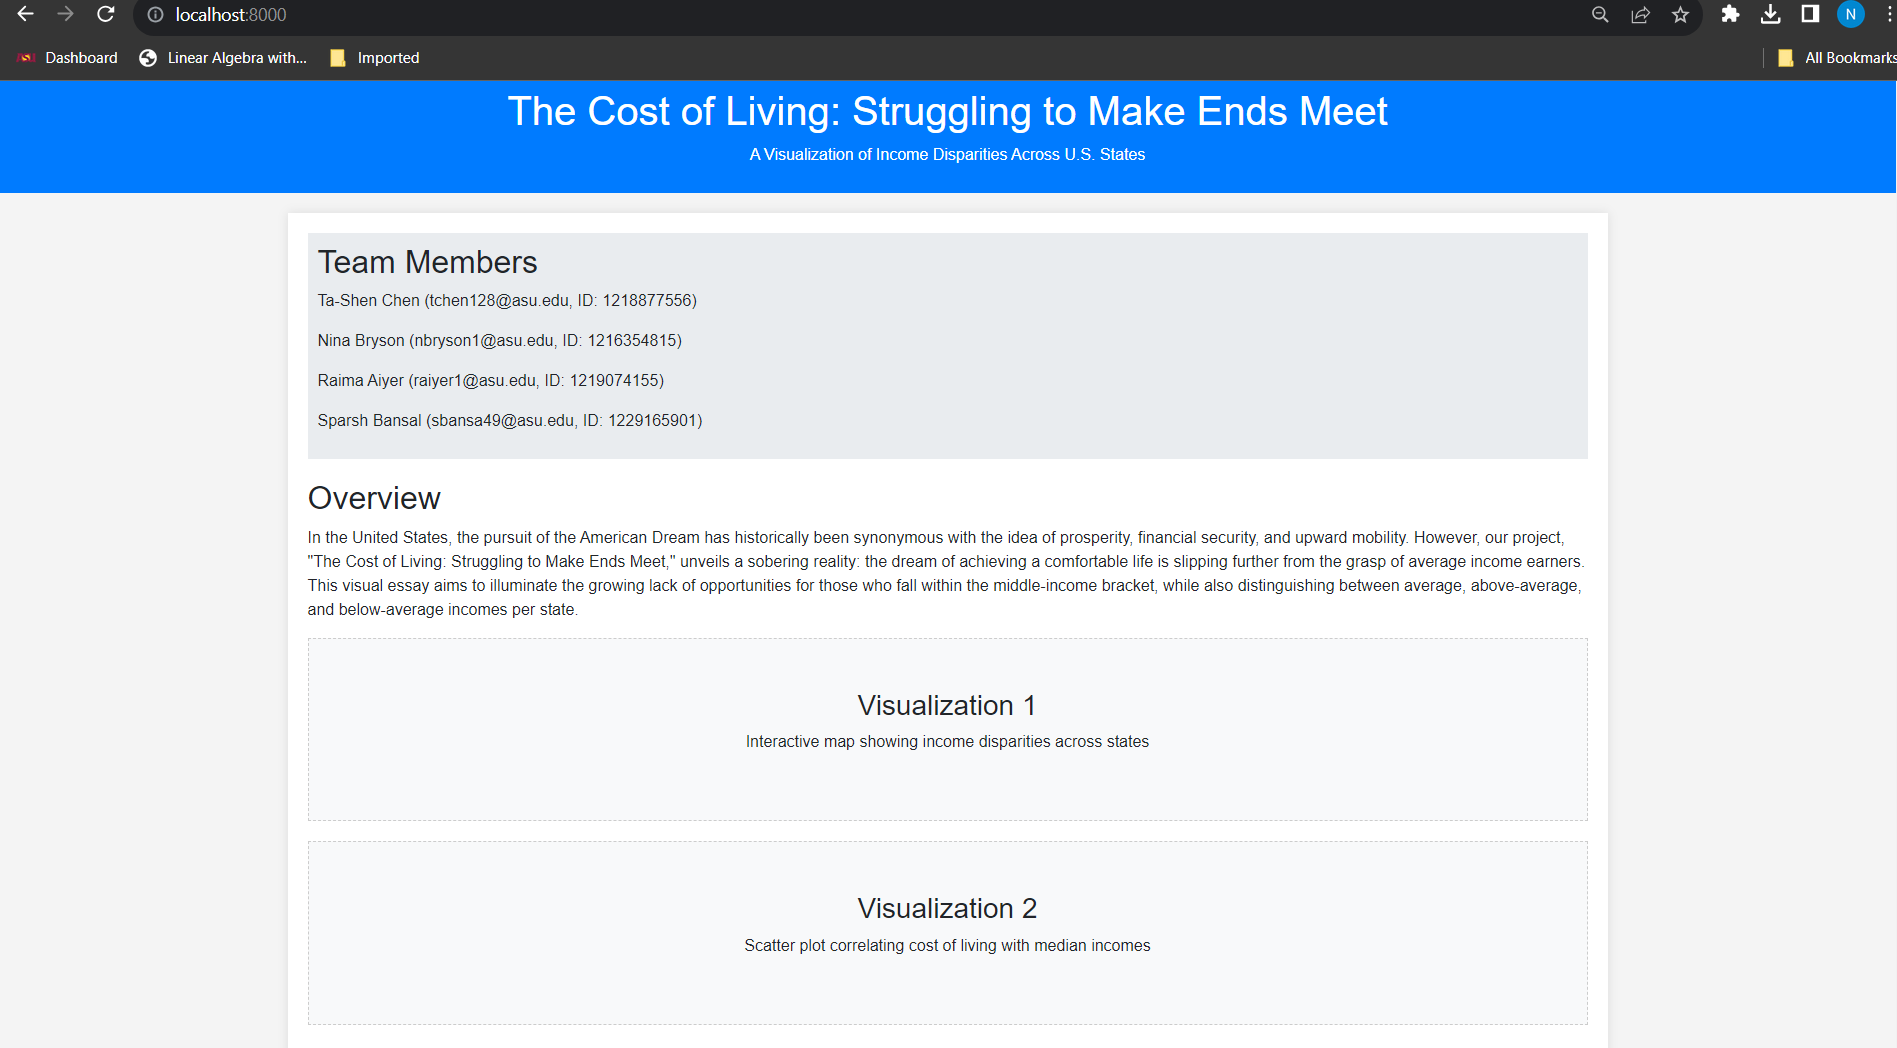 localhost:8000
N
Dashboard
Linear Algebra with...
Imported
All Bookmarks
The Cost of Living: Struggling to Make Ends Meet
A Visualization of Income Disparities Across U.S. States
Team Members
Ta-Shen Chen (tchen128@asu.edu, ID: 1218877556)
Nina Bryson (nbryson1@asu.edu, ID: 1216354815)
Raima Aiyer (raiyer1@asu.edu, ID: 1219074155)
Sparsh Bansal (sbansa49@asu.edu, ID: 1229165901)
Overview
In the United States, the pursuit of the American Dream has historically been synonymous with the idea of prosperity, financial security, and upward mobility. However, our project,
"The Cost of Living: Struggling to Make Ends Meet," unveils a sobering reality: the dream of achieving a comfortable life is slipping further from the grasp of average income earners.
This visual essay aims to illuminate the growing lack of opportunities for those who fall within the middle-income bracket, while also distinguishing between average, above-average,
and below-average incomes per state.
Visualization 1
Interactive map showing income disparities across states
Visualization 2
Scatter plot correlating cost of living with median incomes